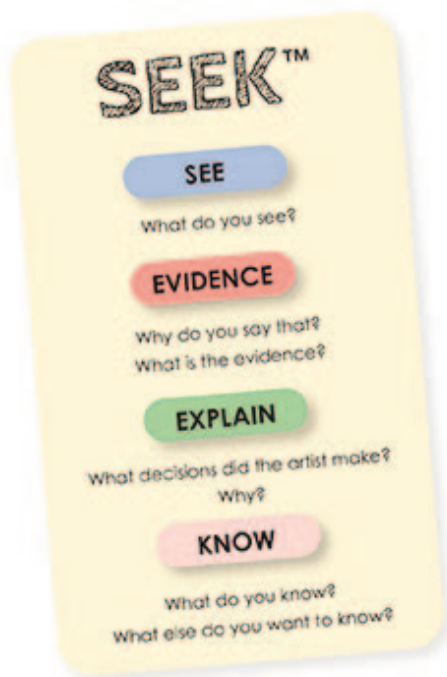 SEEK™
SEE
What do you see?
EVIDENCE
Why do you say that?
What is the evidence?
EXPLAIN
What decisions did the artist make?
Why?
KNOW
What do you know?
What else do you want to know?